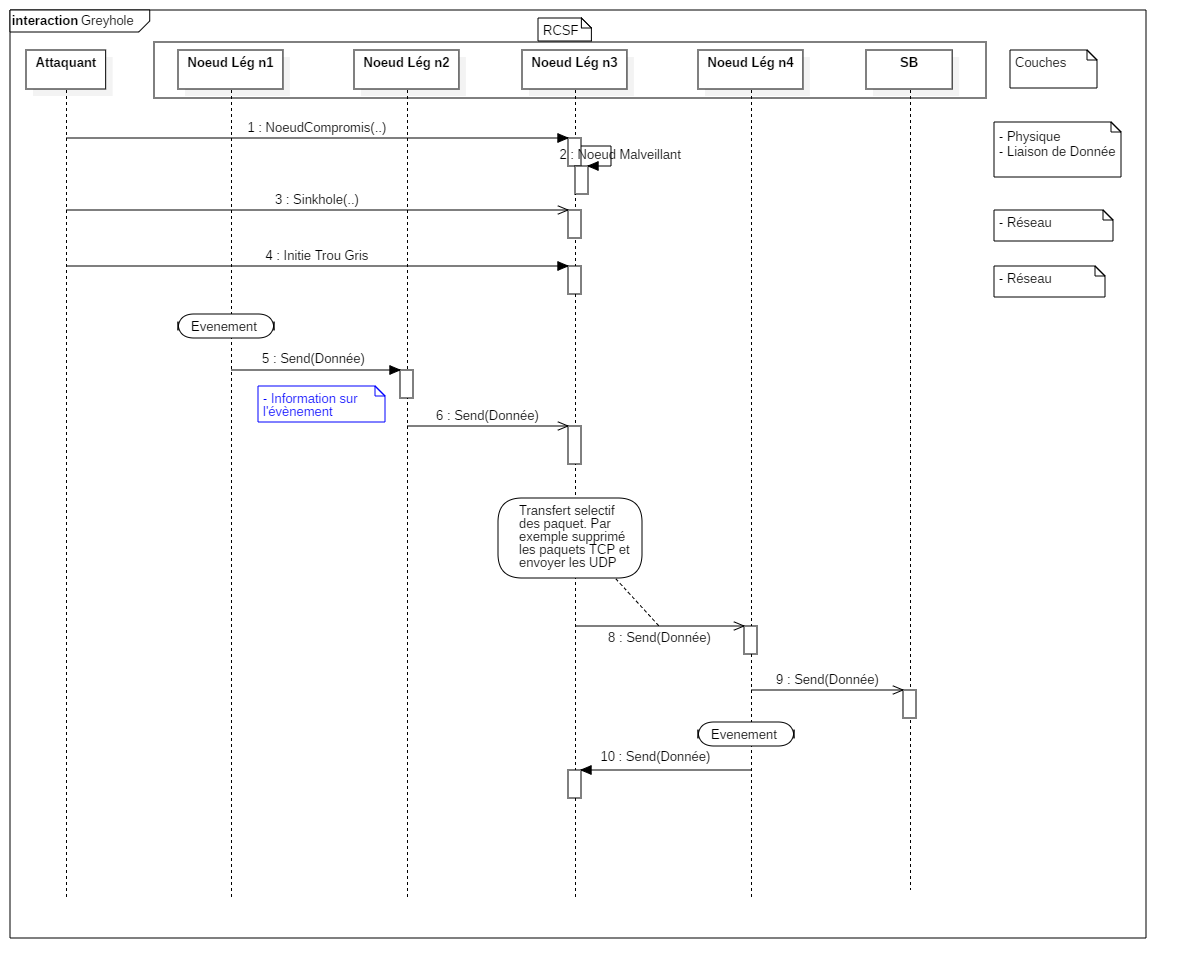 interaction Greyhole
RCSF
Attaquant
Noeud Lég n1
Noeud Lég n2
Noeud Lég n3
Noeud Lég n4
SB
Couches
1 : NoeudCompromis(..)
- Physique
- Liaison de Donnée
2 : Noeud Malveillant
3 : Sinkhole(..)
- Réseau
4 : Initie Trou Gris
- Réseau
Evenement
5 : Send(Donnée)
- Information sur
l'évènement
6 : Send(Donnée)
Transfert selectif
des paquet. Par
exemple supprimé
les paquets TCP et
envoyer les UDP
8 : Send(Donnée)
9 : Send(Donnée)
Evenement
10 : Send(Donnée)